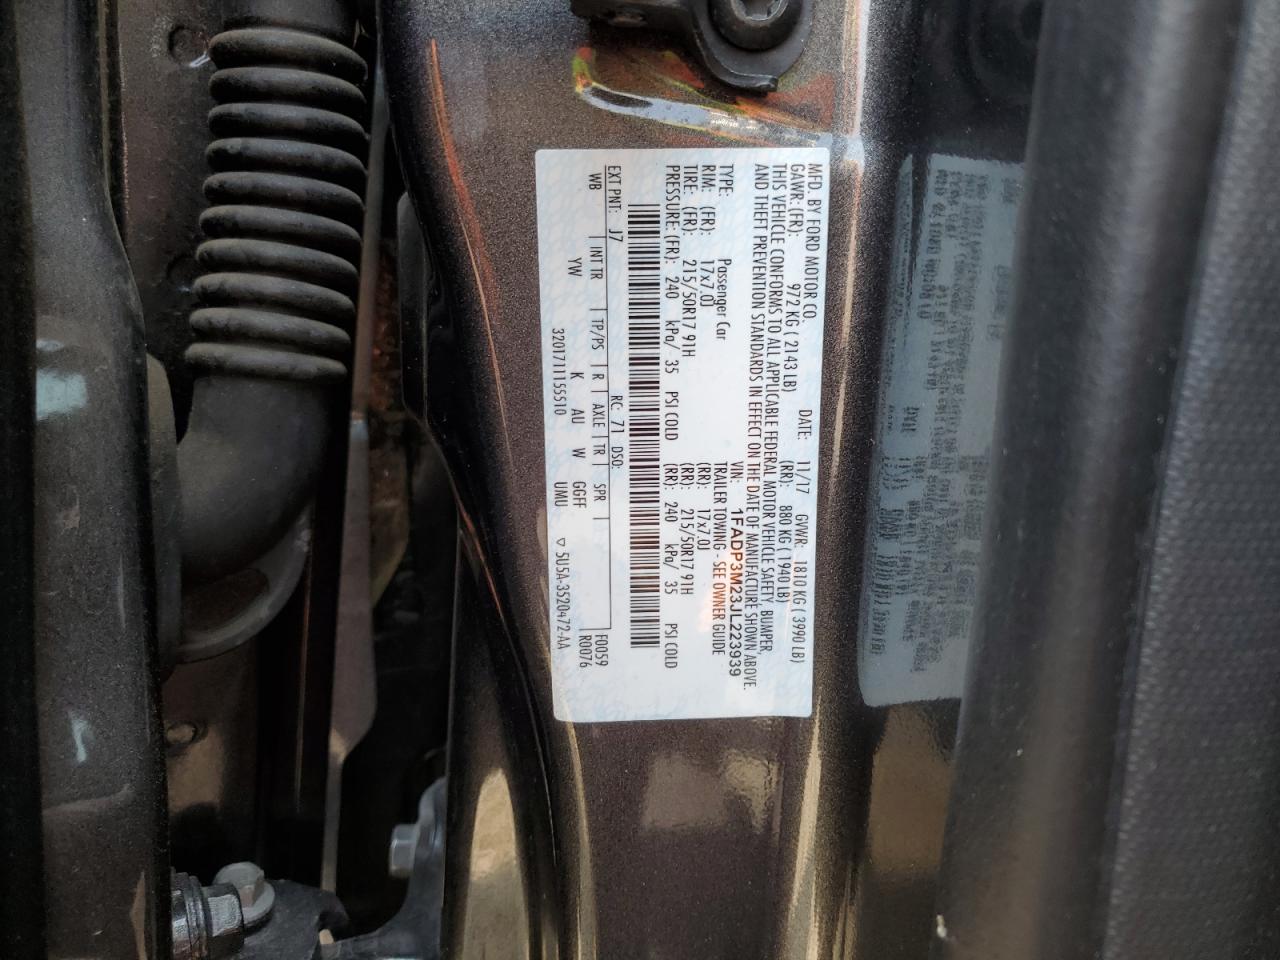 MFD. BY FORD MOTOR CO.
DATE: 11/17 GVWR: 1810 KG ( 3990 LB)
GAWR: (FR): 972 KG ( 2143 LB) (RR): 880 KG ( 1940 LB)
THIS VEHICLE CONFORMS TO ALL APPLICABLE FEDERAL MOTOR VEHICLE SAFETY, BUMPER,
AND THEFT PREVENTION STANDARDS IN EFFECT ON THE DATE OF MANUFACTURE SHOWN ABOVE.
VIN: 1FADP3M23JL223939
TYPE: Passenger Car TRAILER TOWING - SEE OWNER GUIDE
RIM: (FR): 17x7.0J (RR): 17x7.0J
TIRE: (FR): 215/50R17 91H (RR): 215/50R17 91H
PRESSURE: (FR): 240 kPa/ 35 PSI COLD (RR): 240 kPa/ 35 PSI COLD
EXT PNT: J7 RC: 71 DSO: F0059
WB INT TR TP/PS R AXLE TR SPR R0076
YW K AU W GGFF
320171115510 UMU ▽ 5U5A-3520472-AA